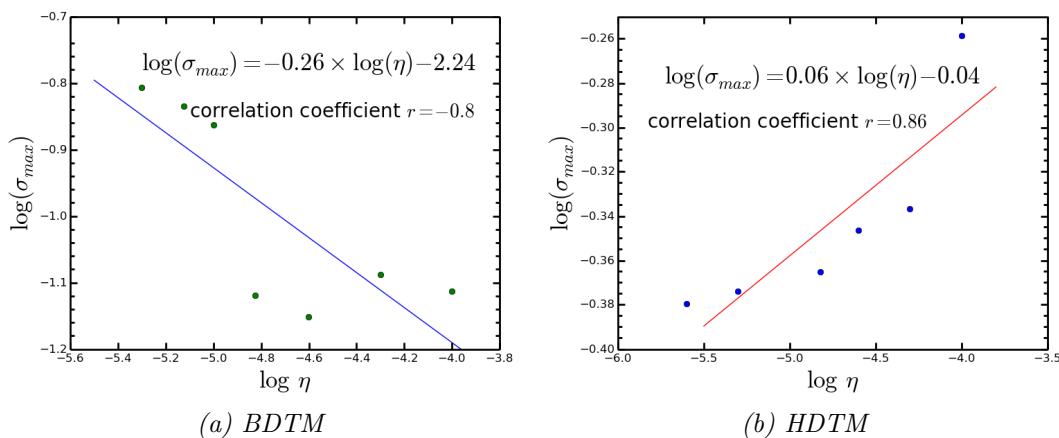 −0.7
−0.8
−0.9
−1.0
−1.1
−1.2
log(σmax)
log(σmax)=−0.26 × log(η)−2.24
correlation coefficient r=−0.8
−5.6 −5.4 −5.2 −5.0 −4.8 −4.6 −4.4 −4.2 −4.0 −3.8
log η
(a) BDTM
−0.26
−0.28
−0.30
−0.32
−0.34
−0.36
−0.38
−0.40
log(σmax)
log(σmax)=0.06 × log(η)−0.04
correlation coefficient r=0.86
−6.0 −5.5 −5.0 −4.5 −4.0 −3.5
log η
(b) HDTM